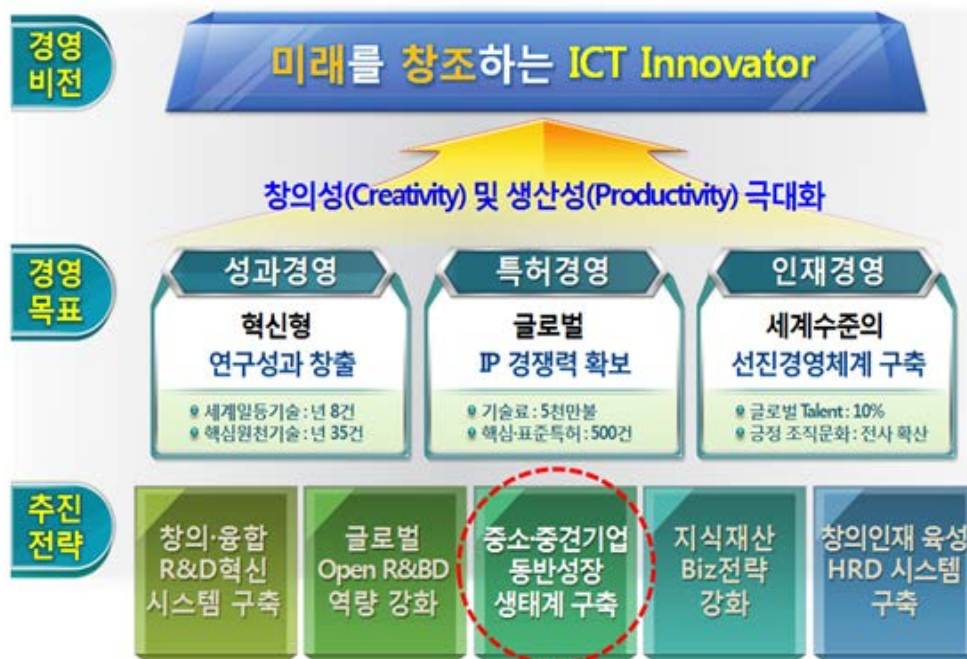 경영
비전
미래를 창조하는 ICT Innovator
창의성(Creativity) 및 생산성(Productivity) 극대화
경영
목표
성과경영
혁신형
연구성과 창출
세계일등기술 : 년 8건
핵심원천기술 : 년 35건
특허경영
글로벌
IP 경쟁력 확보
기술료 : 5천만불
핵심·표준특허 : 500건
인재경영
세계수준의
선진경영체계 구축
글로벌 Talent : 10%
긍정 조직문화 : 전사 확산
추진
전략
창의·융합
R&D혁신
시스템 구축
글로벌
Open R&BD
역량 강화
중소·중견기업
동반성장
생태계 구축
지식재산
Biz전략
강화
창의인재 육성
HRD 시스템
구축